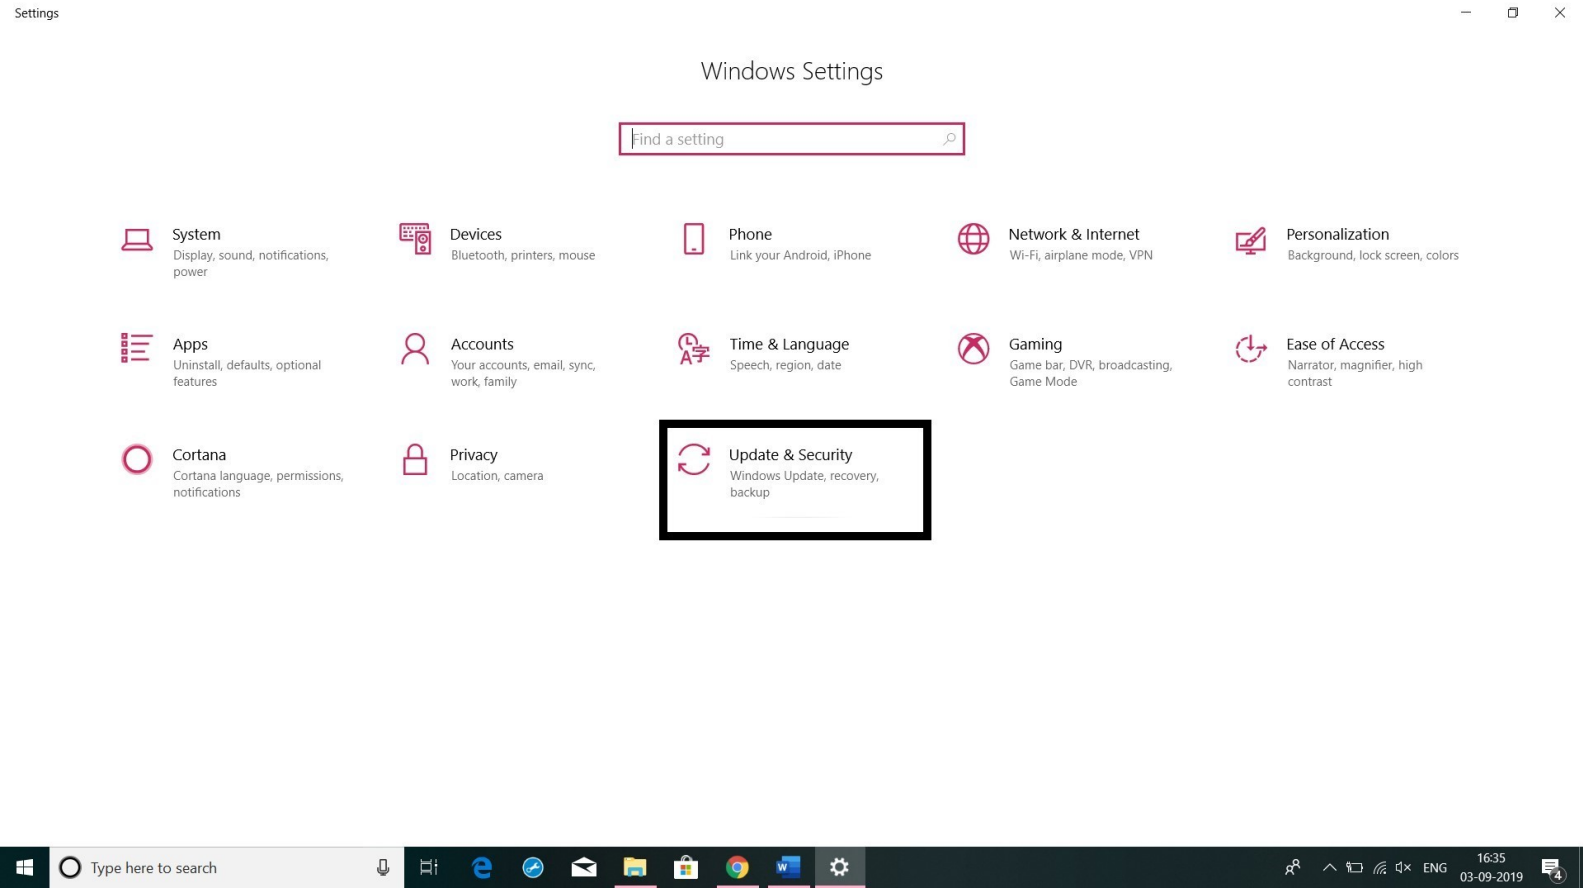 Settings
Windows Settings
Find a setting
System
Display, sound, notifications,
power
Devices
Bluetooth, printers, mouse
Phone
Link your Android, iPhone
Network & Internet
Wi-Fi, airplane mode, VPN
Personalization
Background, lock screen, colors
Apps
Uninstall, defaults, optional
features
Accounts
Your accounts, email, sync,
work, family
Time & Language
Speech, region, date
Gaming
Game bar, DVR, broadcasting,
Game Mode
Ease of Access
Narrator, magnifier, high
contrast
Cortana
Cortana language, permissions,
notifications
Privacy
Location, camera
Update & Security
Windows Update, recovery,
backup
Type here to search
ENG
16:35
03-09-2019
4